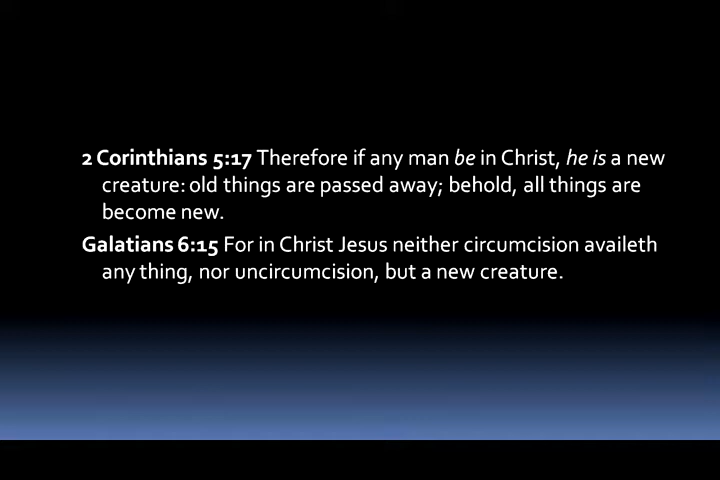 2 Corinthians 5:17 Therefore if any man be in Christ, he is a new
creature: old things are passed away; behold, all things are
become new.
Galatians 6:15 For in Christ Jesus neither circumcision availeth
any thing, nor uncircumcision, but a new creature.